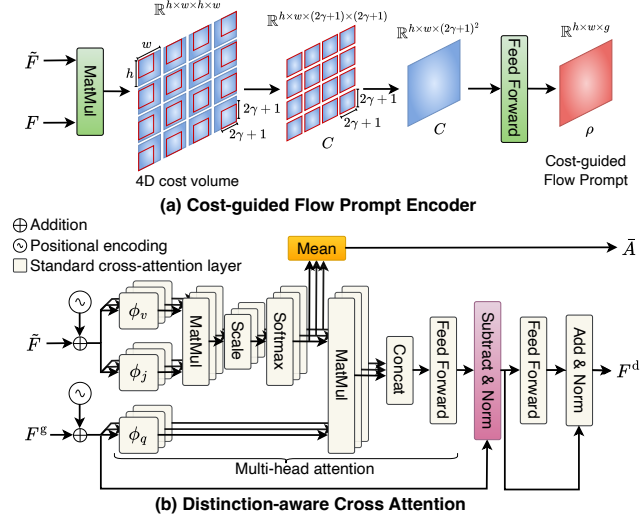 ℝ^{h×w×h×w}
ℝ^{h×w×(2γ+1)×(2γ+1)}
ℝ^{h×w×(2γ+1)²}
ℝ^{h×w×g}
F̃
F
MatMul
w
h
2γ + 1
2γ + 1
4D cost volume
2γ + 1
2γ + 1
C
C
Feed Forward
ρ
Cost-guided
Flow Prompt
(a) Cost-guided Flow Prompt Encoder
⊕ Addition
Positional encoding
Standard cross-attention layer
Mean
Ā
F̃
ϕ_v
ϕ_j
MatMul
Scale
Softmax
MatMul
Concat
Feed Forward
Subtract & Norm
Feed Forward
Add & Norm
F^d
F^g
ϕ_q
Multi-head attention
(b) Distinction-aware Cross Attention